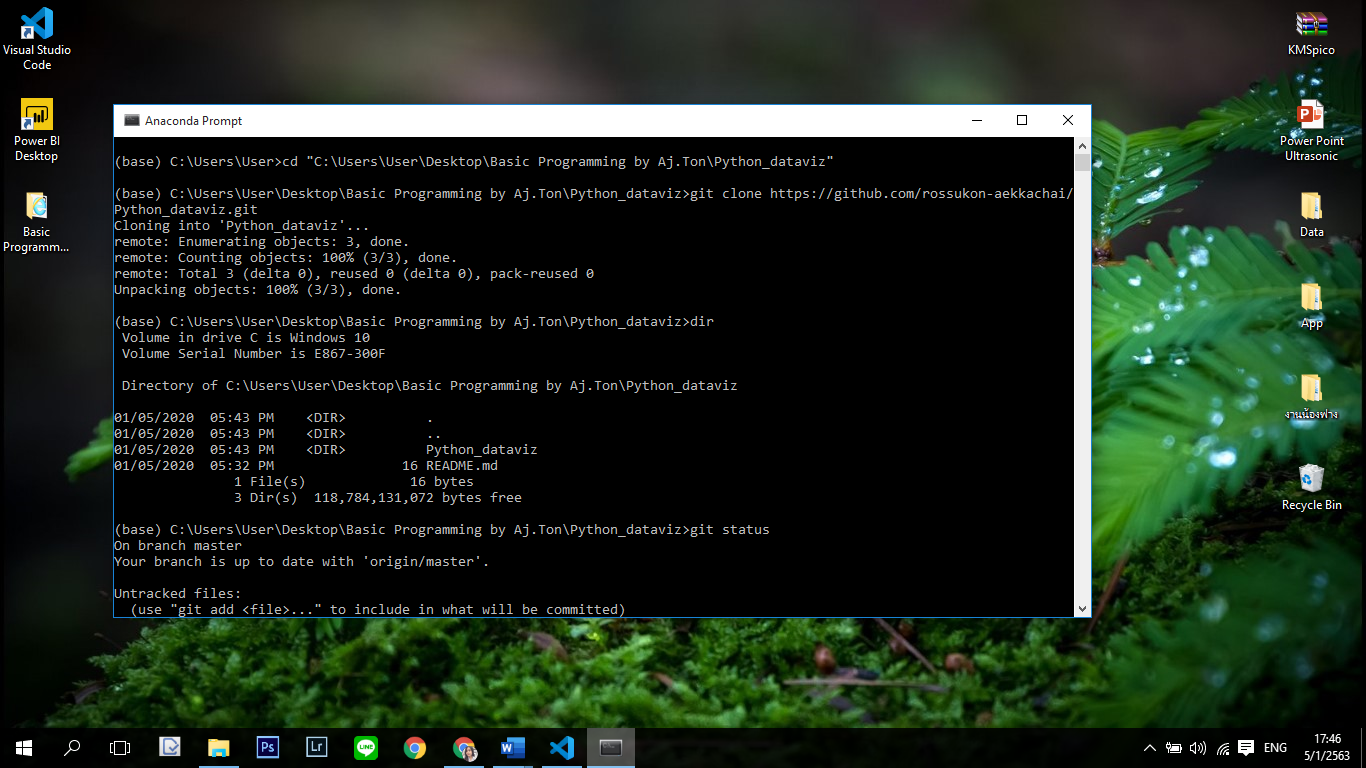 Visual Studio
Code
Power BI
Desktop
Basic
Programm...
KMSpico
Power Point
Ultrasonic
Data
App
งานน้องฟาง
Recycle Bin
Anaconda Prompt
(base) C:\Users\User>cd "C:\Users\User\Desktop\Basic Programming by Aj.Ton\Python_dataviz"
(base) C:\Users\User\Desktop\Basic Programming by Aj.Ton\Python_dataviz>git clone https://github.com/rossukon-aekkachai/
Python_dataviz.git
Cloning into 'Python_dataviz'...
remote: Enumerating objects: 3, done.
remote: Counting objects: 100% (3/3), done.
remote: Total 3 (delta 0), reused 0 (delta 0), pack-reused 0
Unpacking objects: 100% (3/3), done.
(base) C:\Users\User\Desktop\Basic Programming by Aj.Ton\Python_dataviz>dir
Volume in drive C is Windows 10
Volume Serial Number is E867-300F
Directory of C:\Users\User\Desktop\Basic Programming by Aj.Ton\Python_dataviz
01/05/2020 05:43 PM <DIR> .
01/05/2020 05:43 PM <DIR> ..
01/05/2020 05:43 PM <DIR> Python_dataviz
01/05/2020 05:32 PM 16 README.md
1 File(s) 16 bytes
3 Dir(s) 118,784,131,072 bytes free
(base) C:\Users\User\Desktop\Basic Programming by Aj.Ton\Python_dataviz>git status
On branch master
Your branch is up to date with 'origin/master'.
Untracked files:
(use "git add <file>..." to include in what will be committed)
Ps
Lr
LINE
ENG
17:46
5/1/2563